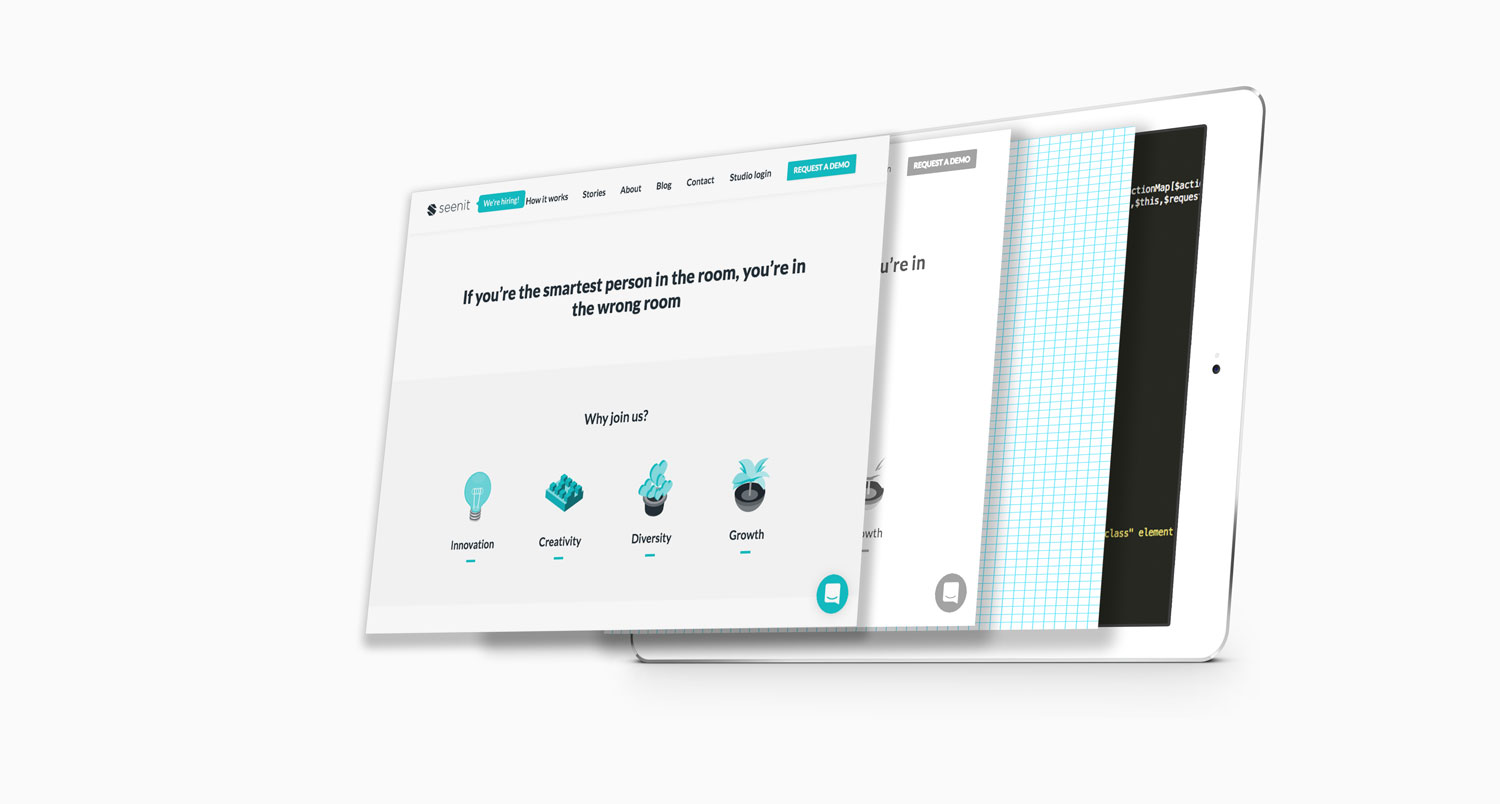 seenit
We're hiring!
How it works
Stories
About
Blog
Contact
Studio login
REQUEST A DEMO
If you're the smartest person in the room, you're in
the wrong room
Why join us?
Innovation
Creativity
Diversity
Growth
REQUEST A DEMO
u're in
wth
ctionMap[$acti
,$this,$reques
class" element